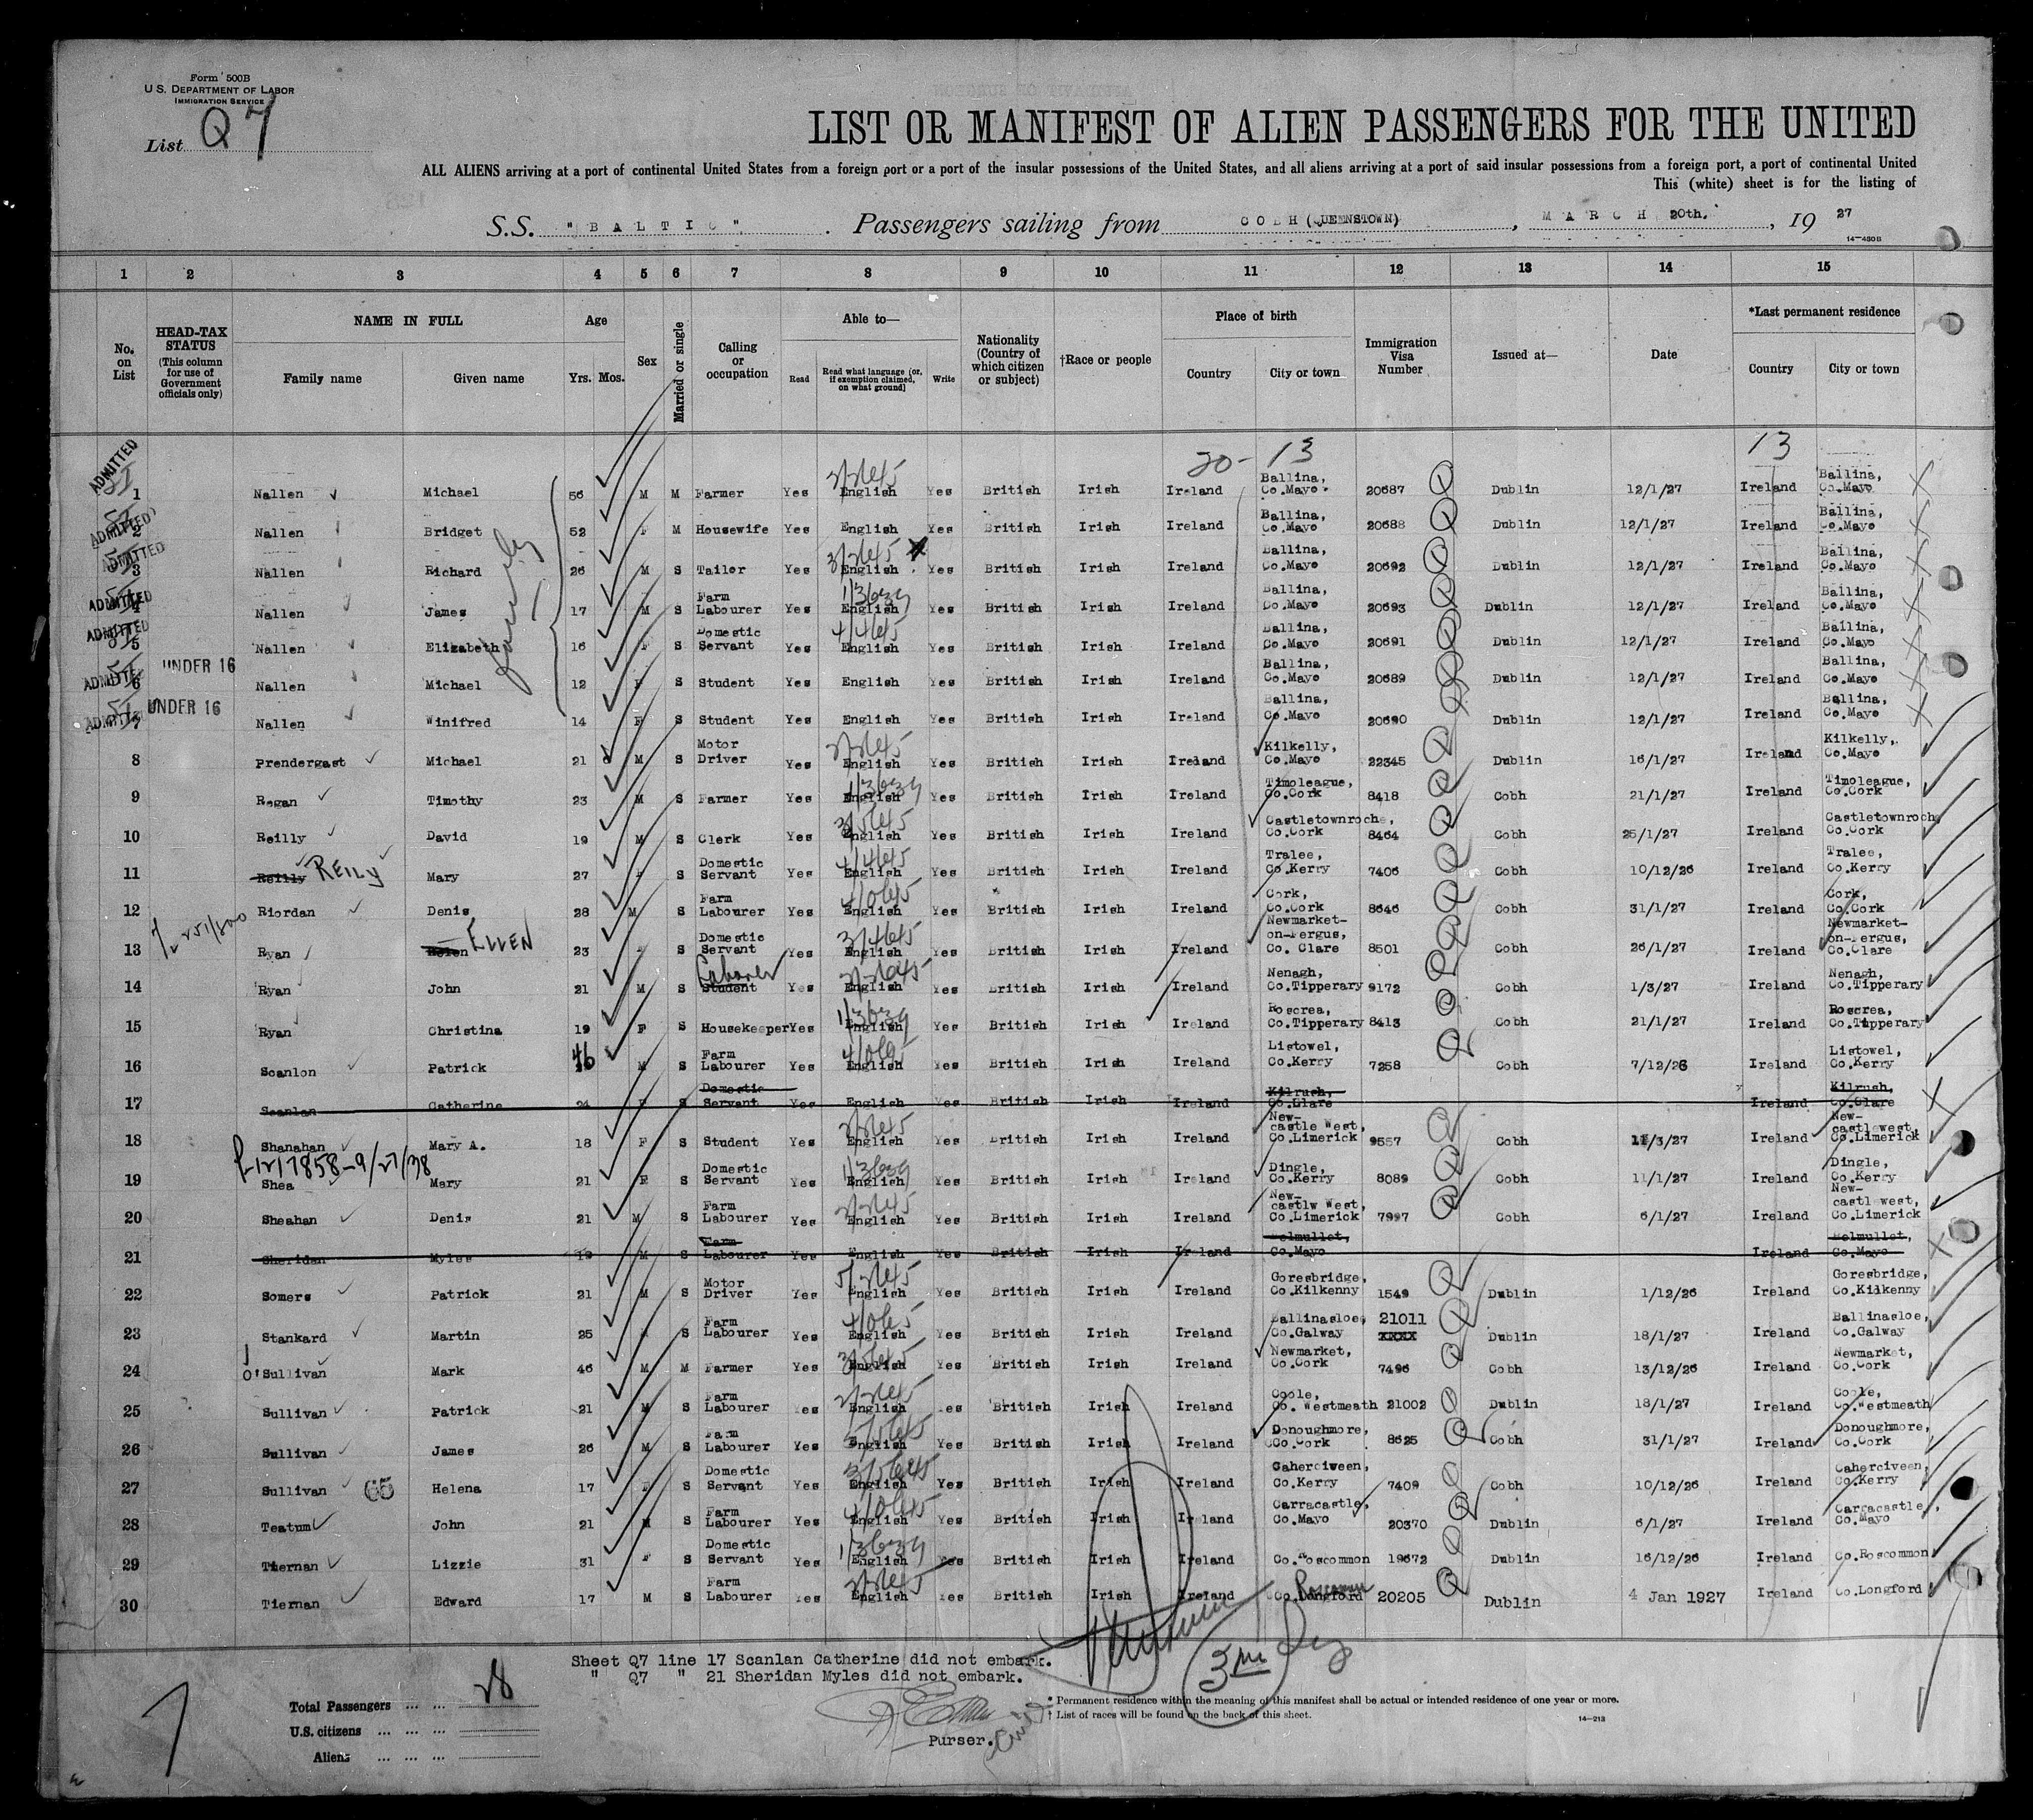 Form 500B
U.S. DEPARTMENT OF LABOR
IMMIGRATION SERVICE
List Q 7
LIST OR MANIFEST OF ALIEN PASSENGERS FOR THE UNITED
ALL ALIENS arriving at a port of continental United States from a foreign port or a port of the insular possessions of the United States, and all aliens arriving at a port of said insular possessions from a foreign port, a port of continental United
This (white) sheet is for the listing of
S.S. "BALTIC". Passengers sailing from COBH (QUEENSTOWN), MARCH 20th., 19 27
14-430B
1 2 3 4 5 6 7 8 9 10 11 12 13 14 15
No. on List HEAD-TAX STATUS (This column for use of Government officials only) NAME IN FULL Family name Given name Age Yrs. Mos. Sex Married or single Calling or occupation Able to— Read Read what language (or, if exemption claimed, on what ground) Write Nationality (Country of which citizen or subject) †Race or people Place of birth Country City or town Immigration Visa Number Issued at— Date *Last permanent residence Country City or town
20- 13 13
ADMITTED 1 Nallen Michael 56 M M Farmer Yes English Yes British Irish Ireland Ballina, Co.Mayo. 20687 Q Dublin 12/1/27 Ireland Ballina, Co.Mayo
ADMITTED 2 Nallen Bridget 52 F M Housewife Yes English Yes British Irish Ireland Ballina, Co.Mayo 20688 Q Dublin 12/1/27 Ireland Ballina, Co.Mayo
ADMITTED 3 Nallen Richard 26 M S Tailor Yes English Yes British Irish Ireland Ballina, Co.Mayo 20692 Q Dublin 12/1/27 Ireland Ballina, Co.Mayo
ADMITTED 4 Nallen James 17 M S Farm Labourer Yes English Yes British Irish Ireland Ballina, Co.Mayo 20693 Q Dublin 12/1/27 Ireland Ballina, Co.Mayo
ADMITTED 5 Nallen Elizabeth 16 F S Domestic Servant Yes English Yes British Irish Ireland Ballina, Co.Mayo 20691 Q Dublin 12/1/27 Ireland Ballina, Co.Mayo
ADMITTED 6 UNDER 16 Nallen Michael 12 F S Student Yes English Yes British Irish Ireland Ballina, Co.Mayo 20689 Q Dublin 12/1/27 Ireland Ballina, Co.Mayo
ADMITTED 7 UNDER 16 Nallen Winifred 14 F S Student Yes English Yes British Irish Ireland Ballina, Co.Mayo 20690 Q Dublin 12/1/27 Ireland Ballina, Co.Mayo
family
8 Prendergast Michael 21 M S Motor Driver Yes English Yes British Irish Ireland Kilkelly, Co.Mayo 22345 Q Dublin 16/1/27 Ireland Kilkelly, Co.Mayo
9 Regan Timothy 23 M S Farmer Yes English Yes British Irish Ireland Timoleague, Co.Cork 8418 Q Cobh 21/1/27 Ireland Timoleague, Co.Cork
10 Reilly David 19 M S Clerk Yes English Yes British Irish Ireland Castletownroche, Co.Cork 8464 Q Cobh 25/1/27 Ireland Castletownroche Co.Cork
11 Reilly REILY Mary 27 F S Domestic Servant Yes English Yes British Irish Ireland Tralee, Co.Kerry 7406 Q Cobh 10/12/26 Ireland Tralee, Co.Kerry
12 Riordan Denis 28 M S Farm Labourer Yes English Yes British Irish Ireland Cork, Co.Cork 8646 Q Cobh 31/1/27 Ireland Cork, Co.Cork
13 Ryan Helen ELLEN 23 F S Domestic Servant Yes English Yes British Irish Ireland Newmarket-on-Fergus, Co. Clare 8501 Q Cobh 26/1/27 Ireland Newmarket-on-Fergus, Co.Clare
14 Ryan John 21 M S Student Laborer Yes English Yes British Irish Ireland Nenagh, Co.Tipperary 9172 Q Cobh 1/3/27 Ireland Nenagh, Co.Tipperary
15 Ryan Christina 19 F S Housekeeper Yes English Yes British Irish Ireland Roscrea, Co.Tipperary 8413 Q Cobh 21/1/27 Ireland Roscrea, Co.Tipperary
16 Scanlon Patrick 46 M S Farm Labourer Yes English Yes British Irish Ireland Listowel, Co.Kerry 7258 Q Cobh 7/12/26 Ireland Listowel, Co.Kerry
17 Scanlan Catherine 24 F S Domestic Servant Yes English Yes British Irish Ireland Kilrush, Co.Clare Ireland Kilrush, Co.Clare
18 Shanahan Mary A. 18 F S Student Yes English Yes British Irish Ireland New-castle West, Co.Limerick 9557 Q Cobh 11/3/27 Ireland New-castlewest, Co.Limerick
19 Shea Mary 21 F S Domestic Servant Yes English Yes British Irish Ireland Dingle, Co.Kerry 8089 Q Cobh 11/1/27 Ireland Dingle, Co.Kerry
20 Sheahan Denis 21 M S Farm Labourer Yes English Yes British Irish Ireland New-castlw West, Co.Limerick 7997 Q Cobh 6/1/27 Ireland New-castlewest, Co.Limerick
21 Sheridan Myles 19 M S Farm Labourer Yes English Yes British Irish Ireland Belmullet, Co.Mayo Ireland Belmullet, Co.Mayo
22 Somers Patrick 21 M S Motor Driver Yes English Yes British Irish Ireland Goresbridge, Co.Kilkenny 1549 Q Dublin 1/12/26 Ireland Goresbridge, Co.Kilkenny
23 Stankard Martin 25 M S Farm Labourer Yes English Yes British Irish Ireland Ballinasloe, Co.Galway 21011 XXXX Q Dublin 18/1/27 Ireland Ballinasloe, Co.Galway
24 O'Sullivan Mark 46 M M Farmer Yes English Yes British Irish Ireland Newmarket, Co.Cork 7496 Q Cobh 13/12/26 Ireland Newmarket, Co.Cork
25 Sullivan Patrick 21 M S Farm Labourer Yes English Yes British Irish Ireland Coole, Co. Westmeath 21002 Q Dublin 18/1/27 Ireland Coole, Co.Westmeath
26 Sullivan James 26 M S Farm Labourer Yes English Yes British Irish Ireland Donoughmore, Co.Cork 8625 Q Cobh 31/1/27 Ireland Donoughmore, Co.Cork
27 Sullivan 65 Helena 17 F S Domestic Servant Yes English Yes British Irish Ireland Caherciveen, Co.Kerry 7409 Q Cobh 10/12/26 Ireland Caherciveen, Co.Kerry
28 Teatum John 21 M S Farm Labourer Yes English Yes British Irish Ireland Carracastle, Co.Mayo 20370 Q Dublin 6/1/27 Ireland Carracastle, Co.Mayo
29 Tiernan Lizzie 31 F S Domestic Servant Yes English Yes British Irish Ireland Co.Roscommon 19672 Q Dublin 16/12/26 Ireland Co.Roscommon
30 Tiernan Edward 17 M S Farm Labourer Yes English Yes British Irish Ireland Co.Longford 20205 Q Dublin 4 Jan 1927 Ireland Co.Longford
Sheet Q7 line 17 Scanlan Catherine did not embark.
" Q7 " 21 Sheridan Myles did not embark.
Total Passengers 28
U.S. citizens
Aliens
Purser.
* Permanent residence within the meaning of this manifest shall be actual or intended residence of one year or more.
† List of races will be found on the back of this sheet.
14-213